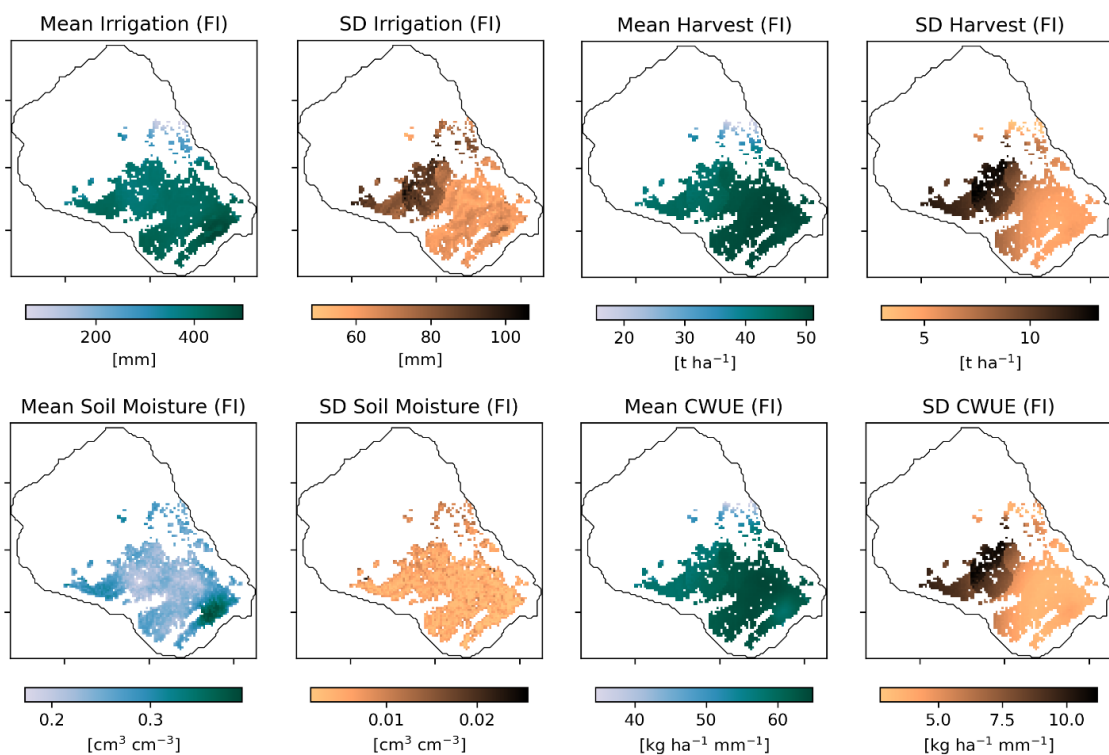 Mean Irrigation (FI)
SD Irrigation (FI)
Mean Harvest (FI)
SD Harvest (FI)
200
400
[mm]
60
80
100
[mm]
20
30
40
50
[t ha⁻¹]
5
10
[t ha⁻¹]
Mean Soil Moisture (FI)
SD Soil Moisture (FI)
Mean CWUE (FI)
SD CWUE (FI)
0.2
0.3
[cm³ cm⁻³]
0.01
0.02
[cm³ cm⁻³]
40
50
60
[kg ha⁻¹ mm⁻¹]
5.0
7.5
10.0
[kg ha⁻¹ mm⁻¹]